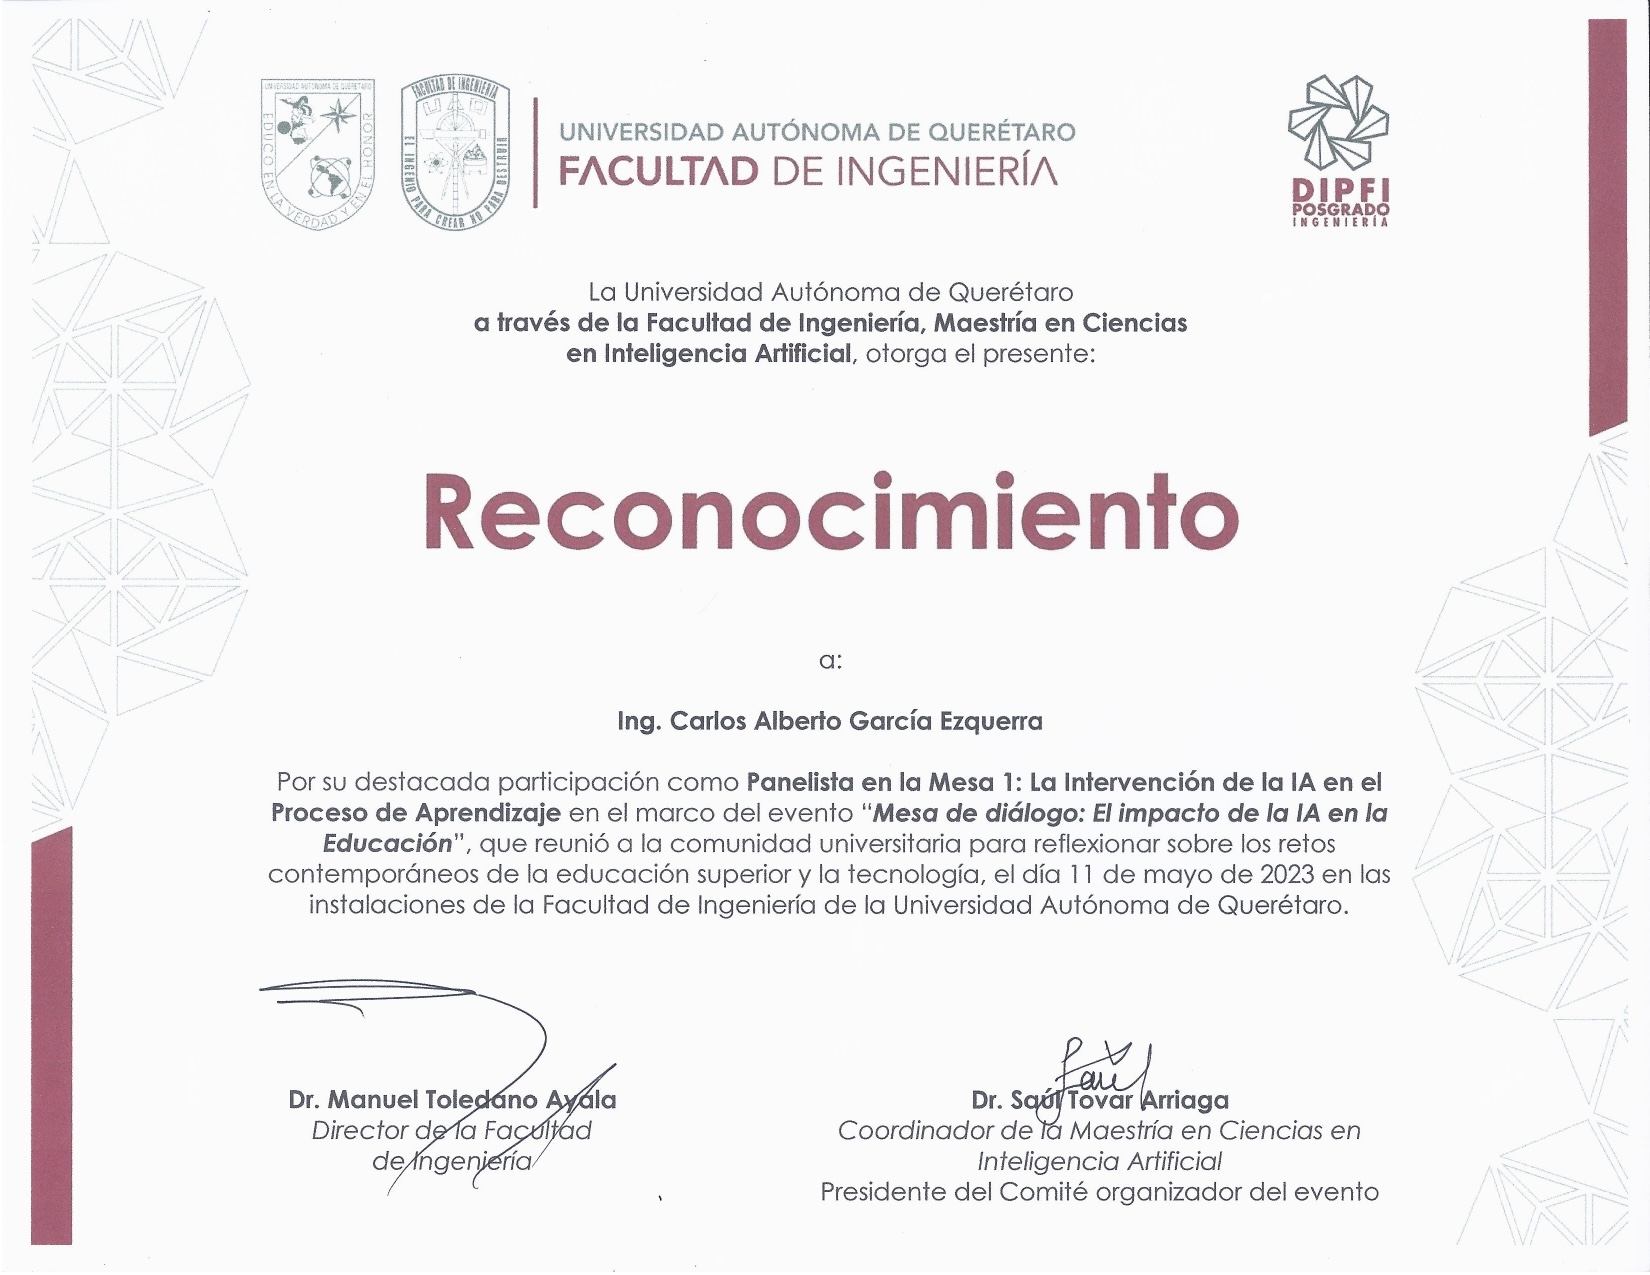 UNIVERSIDAD AUTÓNOMA DE QUERETARO
EDUCO EN LA VERDAD Y EN EL HONOR
FACULTAD DE INGENIERIA
EL INGENIO PARA CREAR NO PARA DESTRUIR
UNIVERSIDAD AUTÓNOMA DE QUERÉTARO
FACULTAD DE INGENIERÍA
DIPFI
POSGRADO
INGENIERÍA
La Universidad Autónoma de Querétaro
a través de la Facultad de Ingeniería, Maestría en Ciencias
en Inteligencia Artificial, otorga el presente:
Reconocimiento
a:
Ing. Carlos Alberto García Ezquerra
Por su destacada participación como Panelista en la Mesa 1: La Intervención de la IA en el
Proceso de Aprendizaje en el marco del evento “Mesa de diálogo: El impacto de la IA en la
Educación”, que reunió a la comunidad universitaria para reflexionar sobre los retos
contemporáneos de la educación superior y la tecnología, el día 11 de mayo de 2023 en las
instalaciones de la Facultad de Ingeniería de la Universidad Autónoma de Querétaro.
Dr. Manuel Toledano Ayala
Director de la Facultad
de Ingeniería
Dr. Saúl Tovar Arriaga
Coordinador de la Maestría en Ciencias en
Inteligencia Artificial
Presidente del Comité organizador del evento